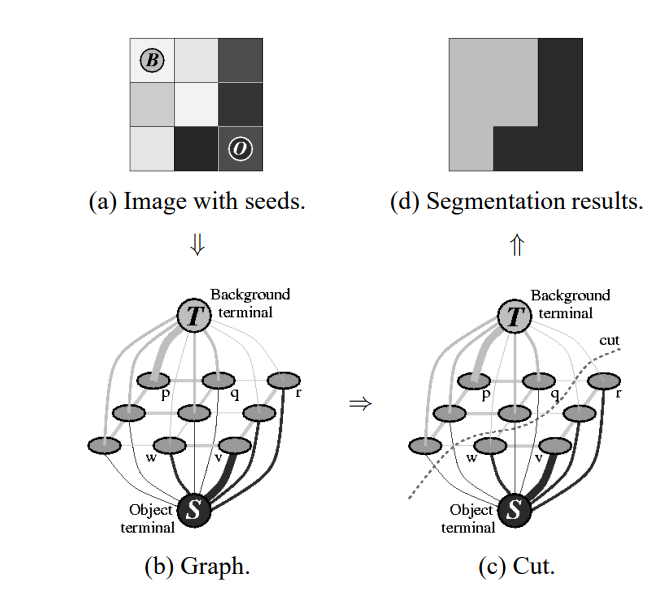 B
O
(a) Image with seeds.
(d) Segmentation results.
⇓
⇑
Background
terminal
T
p
q
r
w
v
Object
terminal
S
(b) Graph.
⇒
Background
terminal
T
cut
p
q
r
w
v
Object
terminal
S
(c) Cut.